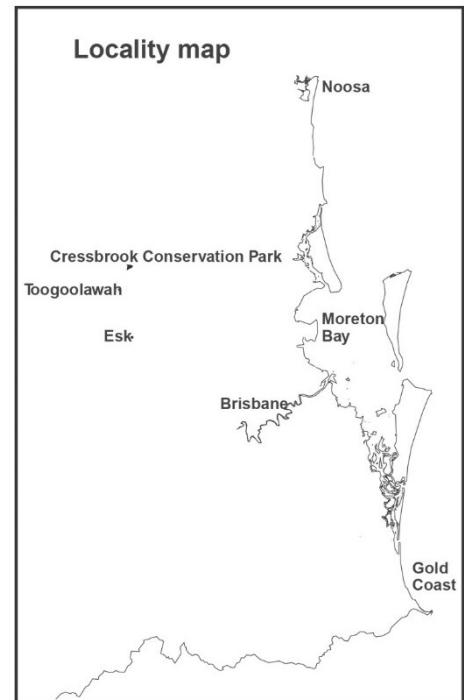 Locality map
Noosa
Cressbrook Conservation Park
Toogoolawah
Moreton
Bay
Esk
Brisbane
Gold
Coast